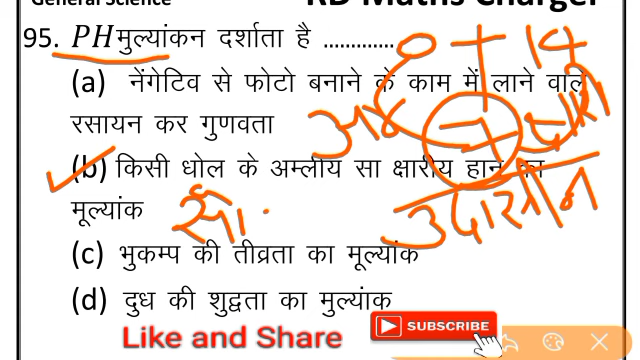 General Science RD Maths Charger
95. PHमुल्यांकन दर्शाता है ............. 0 + 14
(a) नेंगेटिव से फोटो बनाने के काम में लाने वाले
रसायन कर गुणवता
7
(b) किसी धोल के अम्लीय सा क्षारीय हाने का
मूल्यांक
उदासीन
(c) भुकम्प की तीव्रता का मूल्यांक
(d) दुध की शुद्वता का मुल्यांक
Like and Share SUBSCRIBE